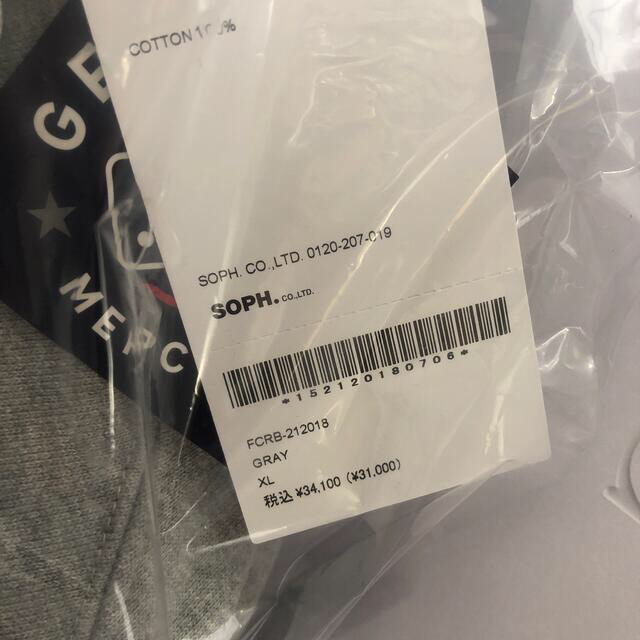 COTTON 100%
GE
MERC
SOPH. CO.,LTD. 0120-207-019
SOPH. CO.,LTD.
*152120180706*
FCRB-212018
GRAY
XL
税込 ¥34,100 (¥31,000)